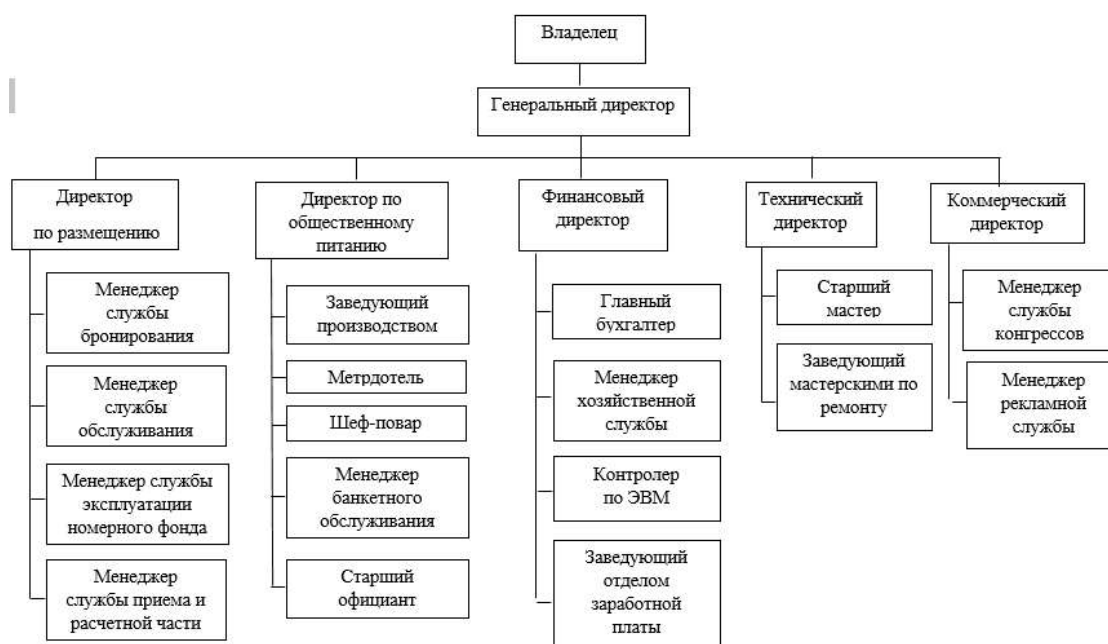 Владелец
Генеральный директор
Директор
по размещению
Директор по
общественному
питанию
Финансовый
директор
Технический
директор
Коммерческий
директор
Менеджер
службы
бронирования
Менеджер
службы
обслуживания
Менеджер службы
эксплуатации
номерного фонда
Менеджер
службы приема и
расчетной части
Заведующий
производством
Метрдотель
Шеф-повар
Менеджер
банкетного
обслуживания
Старший
официант
Главный
бухгалтер
Менеджер
хозяйственной
службы
Контролер
по ЭВМ
Заведующий
отделом
заработной
платы
Старший
мастер
Заведующий
мастерскими по
ремонту
Менеджер
службы
конгрессов
Менеджер
рекламной
службы